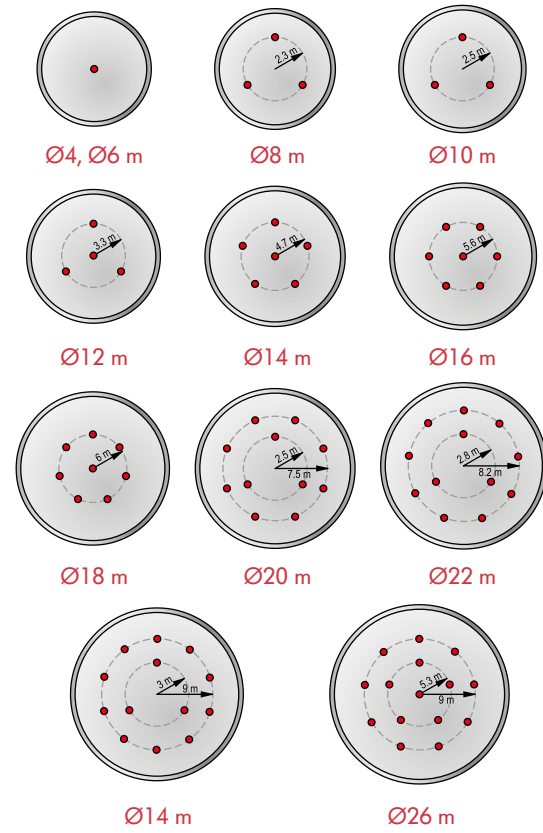 2.3 m
2.5 m
Ø4, Ø6 m
Ø8 m
Ø10 m
3.3 m
4.7 m
5.6 m
Ø12 m
Ø14 m
Ø16 m
6 m
2.5 m
7.5 m
2.8 m
8.2 m
Ø18 m
Ø20 m
Ø22 m
3 m
9 m
5.3 m
9 m
Ø14 m
Ø26 m